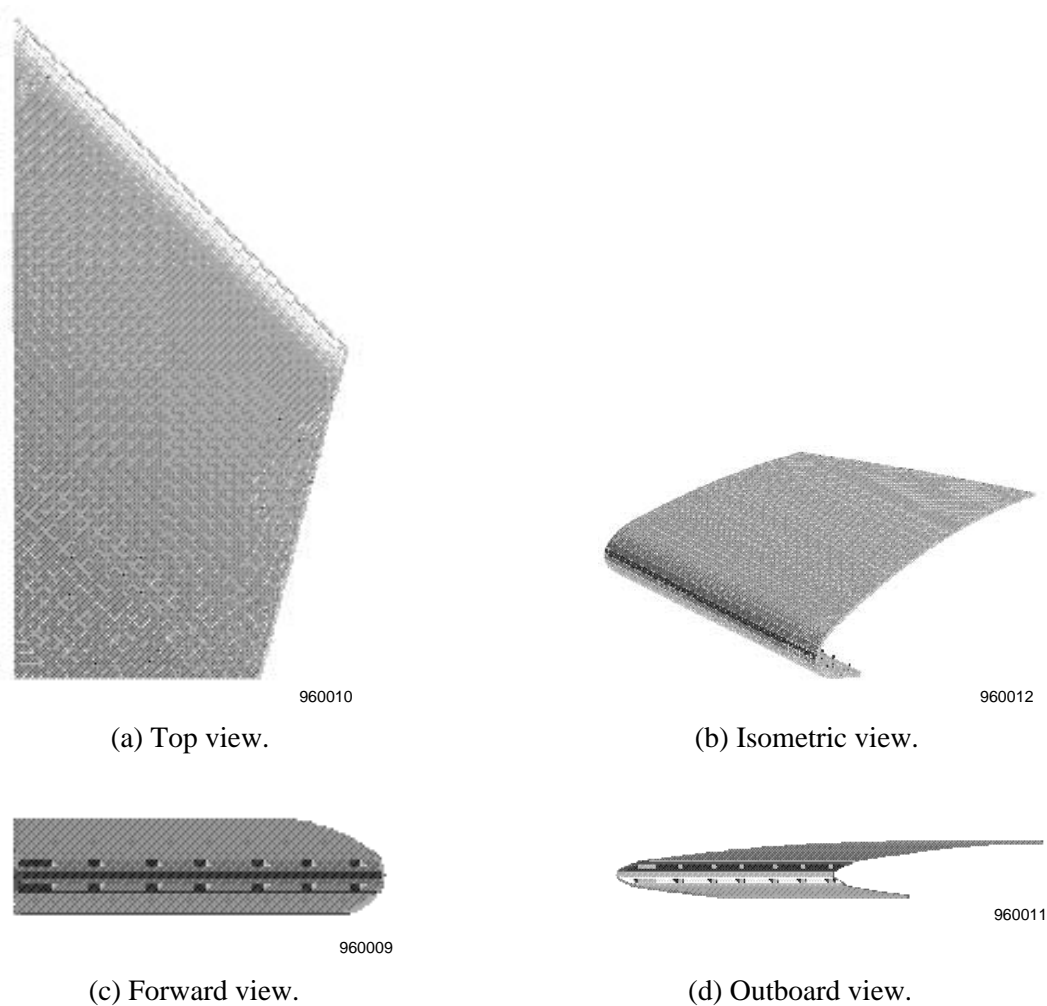 960010
(a) Top view.
960012
(b) Isometric view.
960009
(c) Forward view.
960011
(d) Outboard view.